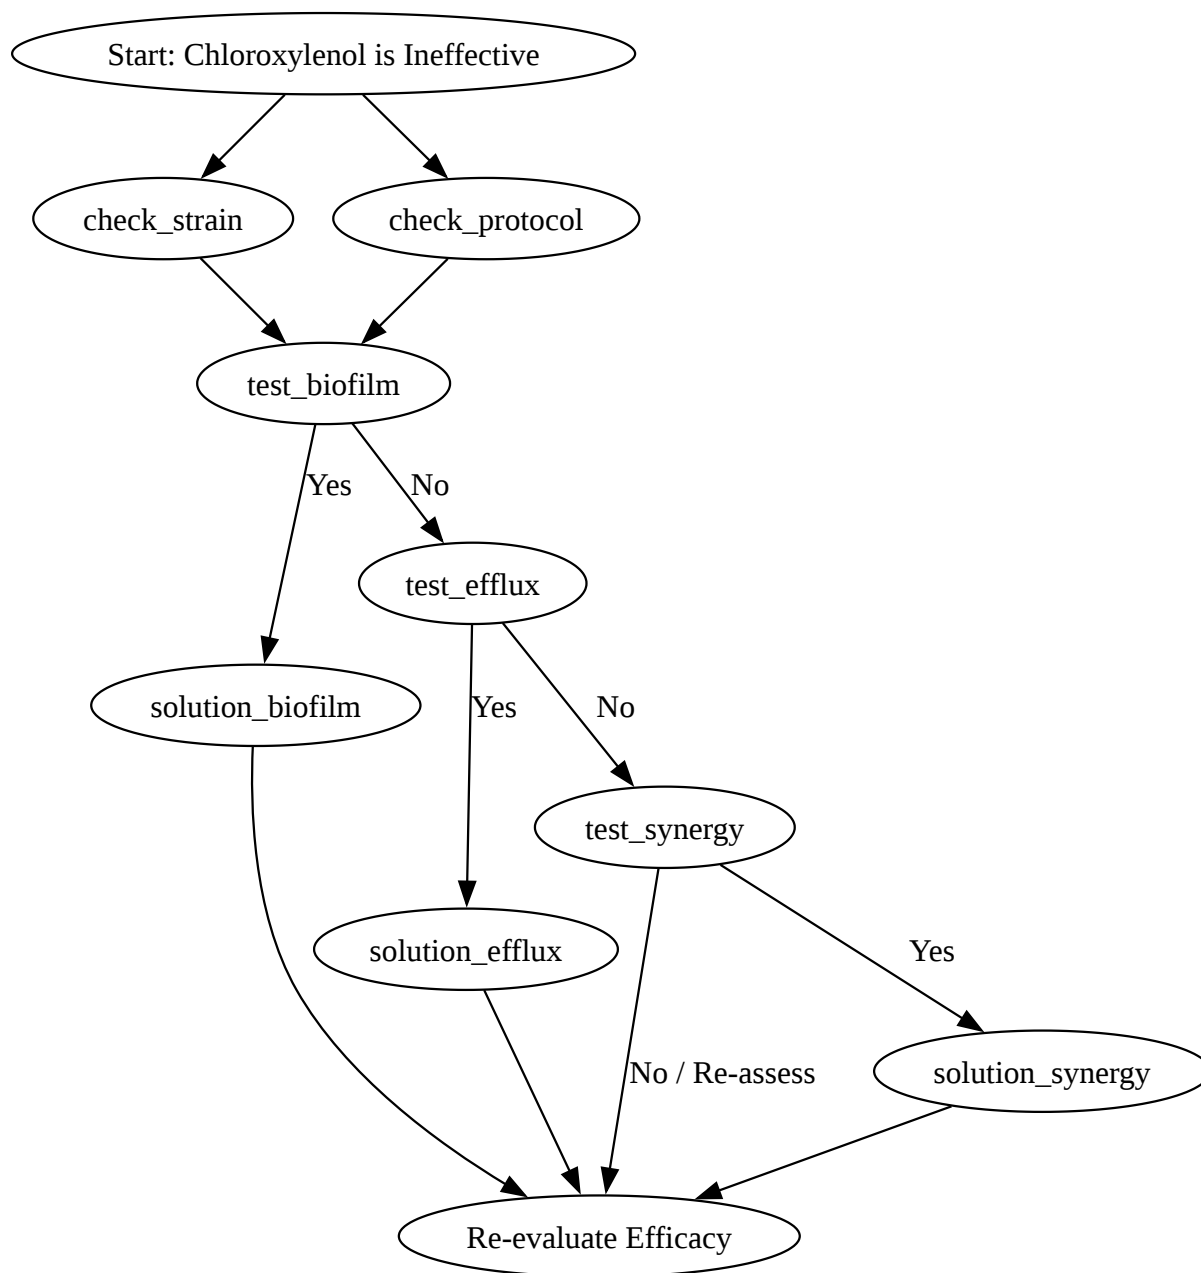 Start: Chloroxylenol is Ineffective
check_strain
check_protocol
test_biofilm
Yes
No
test_efflux
solution_biofilm
Yes
No
test_synergy
solution_efflux
Yes
No / Re-assess
solution_synergy
Re-evaluate Efficacy